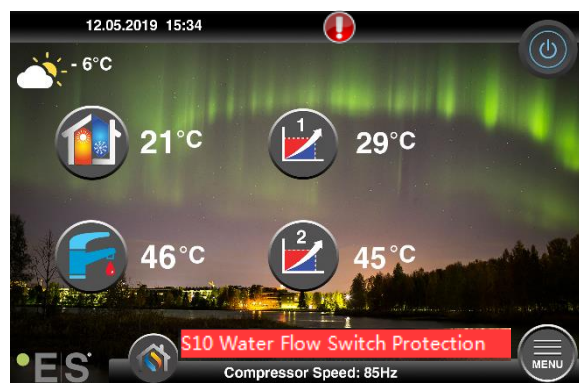 12.05.2019 15:34
- 6°C
21°C
1
29°C
46°C
2
45°C
S10 Water Flow Switch Protection
ES
MENU
Compressor Speed: 85Hz